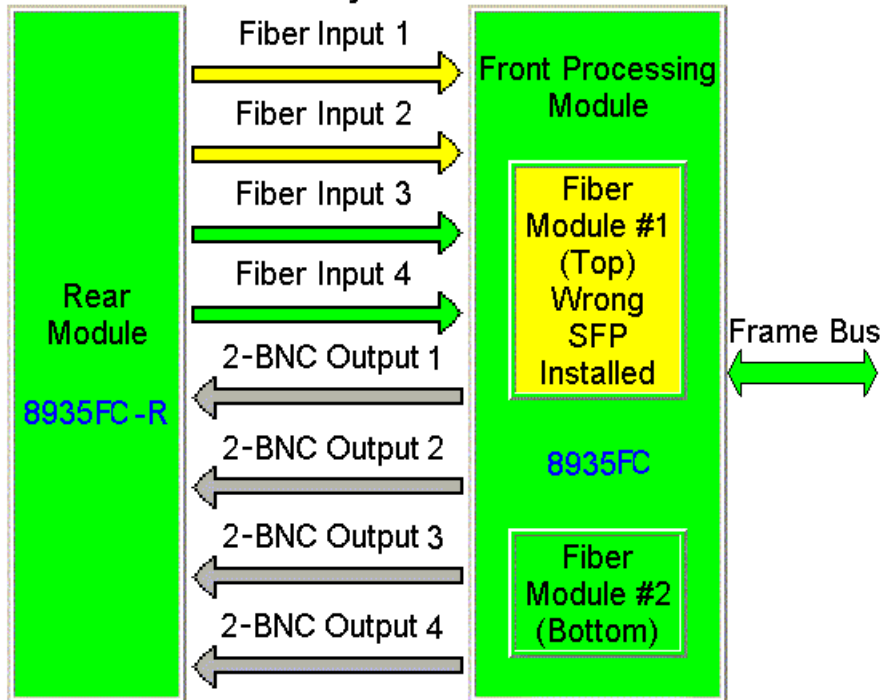 Fiber Input 1
Fiber Input 2
Fiber Input 3
Fiber Input 4
2-BNC Output 1
2-BNC Output 2
2-BNC Output 3
2-BNC Output 4
Rear
Module
8935FC-R
Front Processing
Module
Fiber
Module #1
(Top)
Wrong
SFP
Installed
8935FC
Fiber
Module #2
(Bottom)
Frame Bus